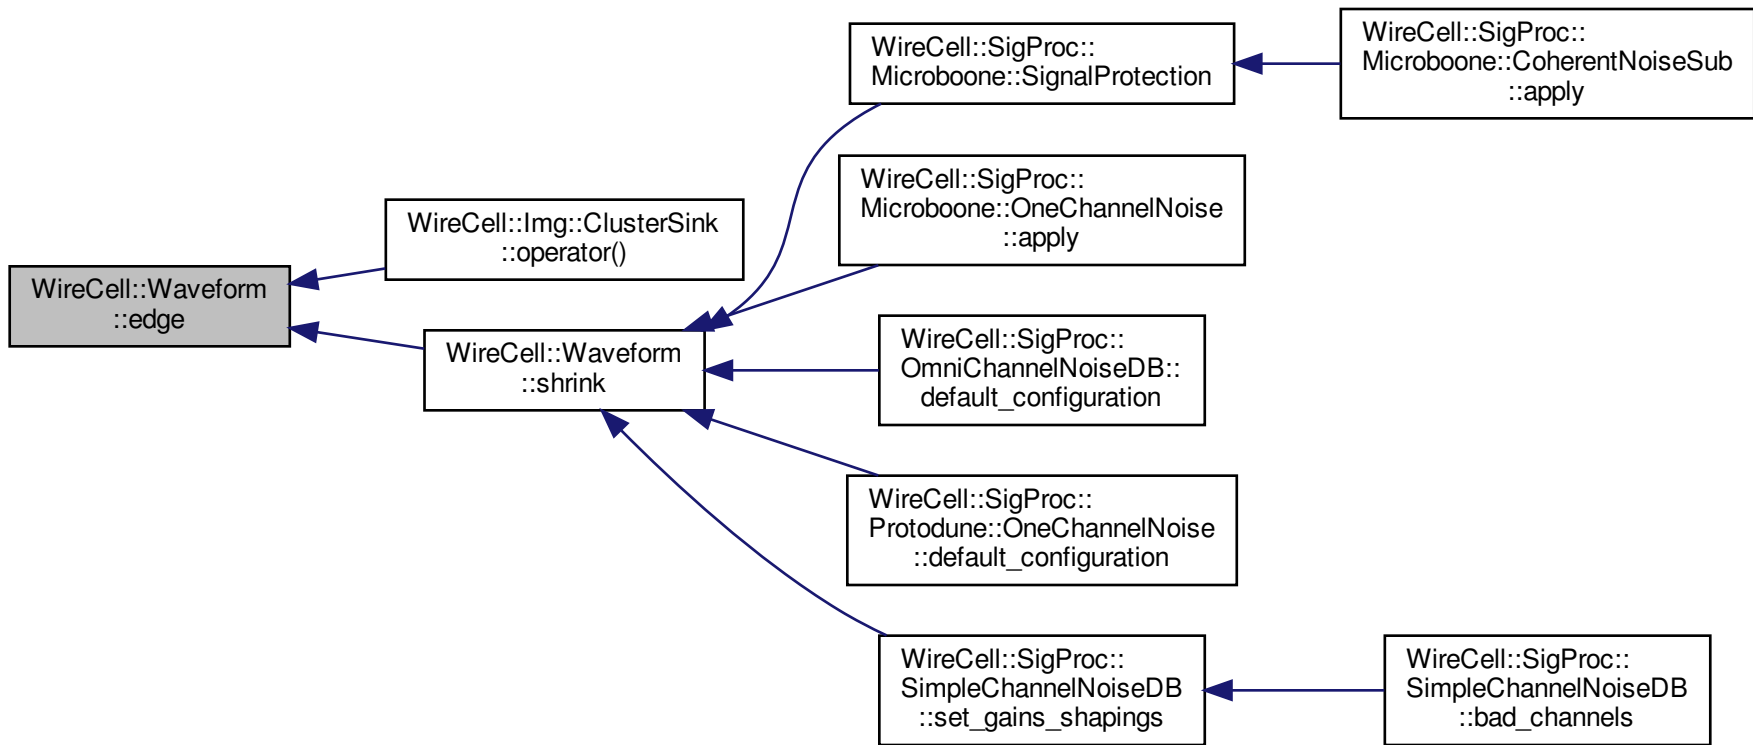 WireCell::SigProc::
Microboone::SignalProtection
WireCell::SigProc::
Microboone::CoherentNoiseSub
::apply
WireCell::SigProc::
Microboone::OneChannelNoise
::apply
WireCell::Img::ClusterSink
::operator()
WireCell::Waveform
::edge
WireCell::Waveform
::shrink
WireCell::SigProc::
OmniChannelNoiseDB::
default_configuration
WireCell::SigProc::
Protodune::OneChannelNoise
::default_configuration
WireCell::SigProc::
SimpleChannelNoiseDB
::set_gains_shapings
WireCell::SigProc::
SimpleChannelNoiseDB
::bad_channels